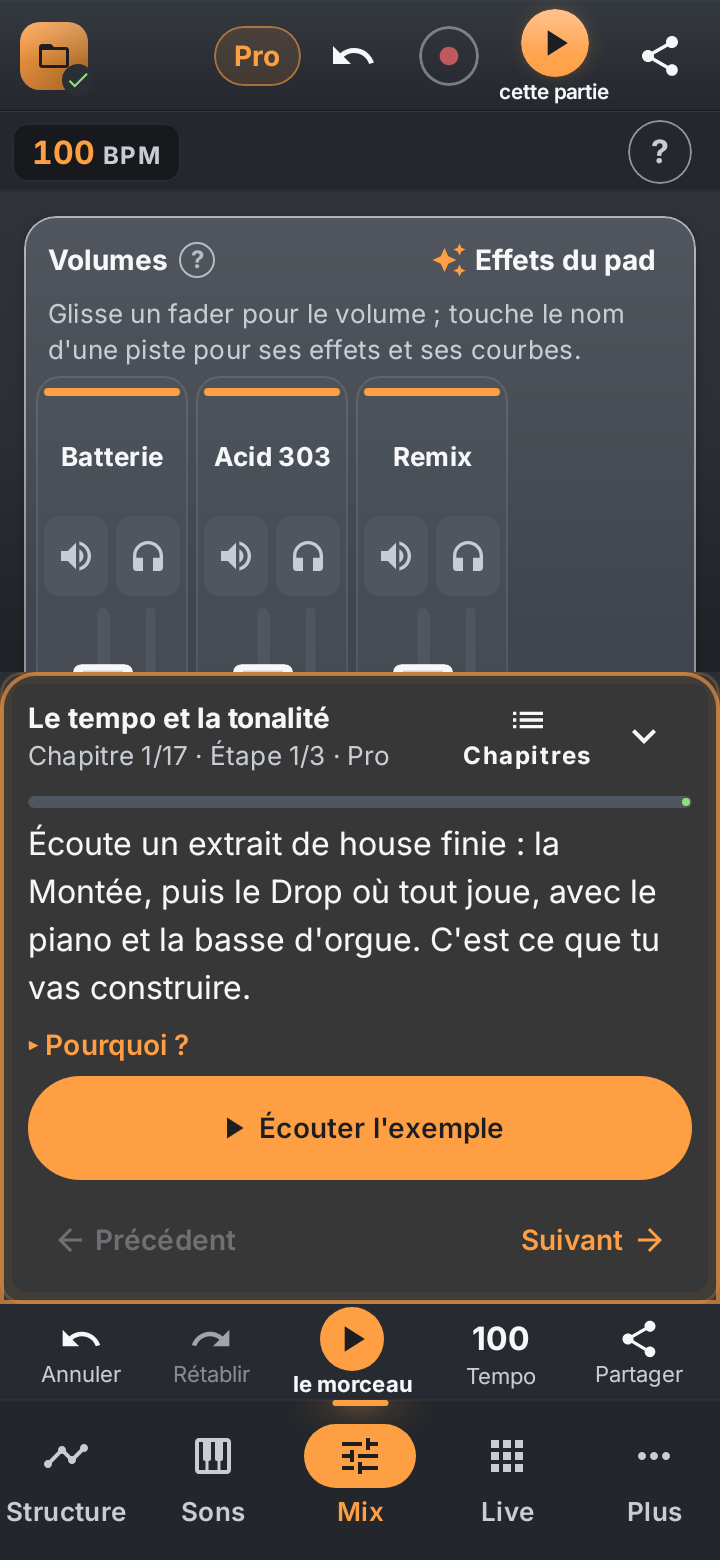 Pro
cette partie
100 BPM
?
Volumes ?
Effets du pad
Glisse un fader pour le volume ; touche le nom
d'une piste pour ses effets et ses courbes.
Batterie
Acid 303
Remix
Le tempo et la tonalité
Chapitre 1/17 · Étape 1/3 · Pro
Chapitres
Écoute un extrait de house finie : la
Montée, puis le Drop où tout joue, avec le
piano et la basse d'orgue. C'est ce que tu
vas construire.
▸ Pourquoi ?
Écouter l'exemple
← Précédent
Suivant →
Annuler
Rétablir
le morceau
100
Tempo
Partager
Structure
Sons
Mix
Live
Plus